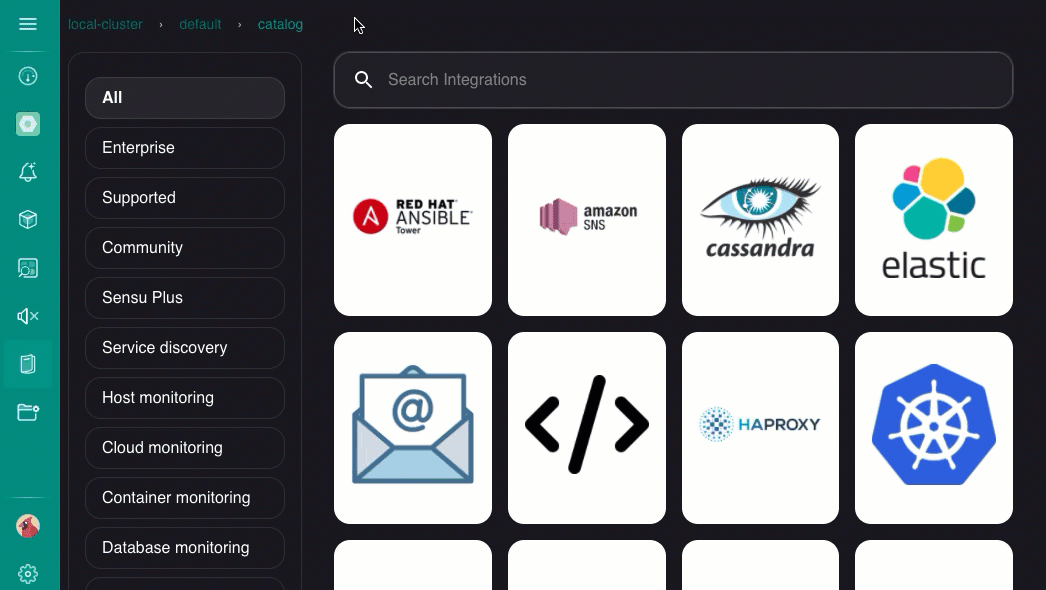 local-cluster › default › catalog
All
Enterprise
Supported
Community
Sensu Plus
Service discovery
Host monitoring
Cloud monitoring
Container monitoring
Database monitoring
Search Integrations
RED HAT
ANSIBLE
Tower
amazon
SNS
cassandra
elastic
@
</>
HAPROXY